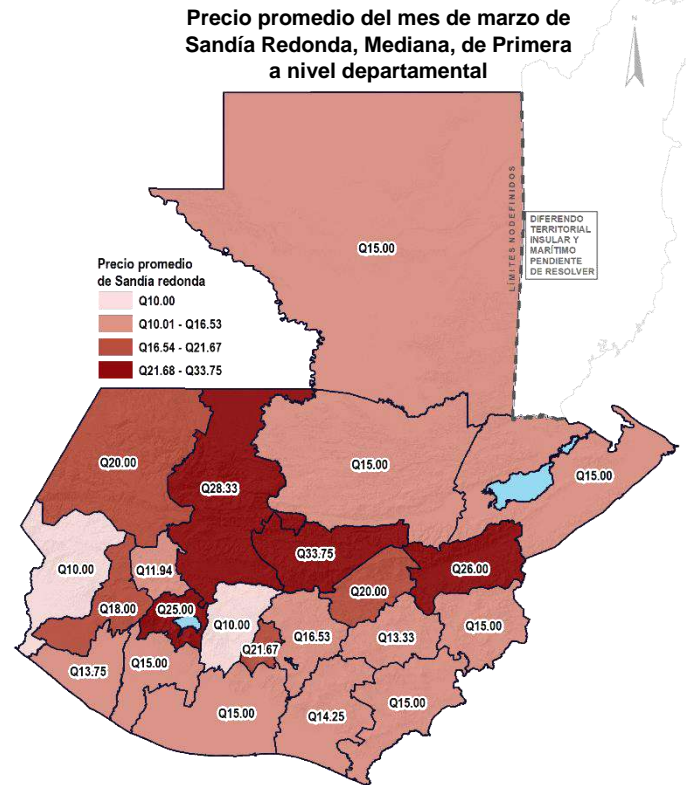 Precio promedio del mes de marzo de
Sandía Redonda, Mediana, de Primera
a nivel departamental
N
LÍMITES NO DEFINIDOS
DIFERENDO
TERRITORIAL
INSULAR Y
MARÍTIMO
PENDIENTE
DE RESOLVER
Q15.00
Precio promedio
de Sandia redonda
Q10.00
Q10.01 - Q16.53
Q16.54 - Q21.67
Q21.68 - Q33.75
Q20.00
Q28.33
Q15.00
Q15.00
Q10.00
Q11.94
Q33.75
Q26.00
Q18.00
Q25.00
Q10.00
Q20.00
Q21.67
Q16.53
Q13.33
Q15.00
Q13.75
Q15.00
Q15.00
Q14.25
Q15.00